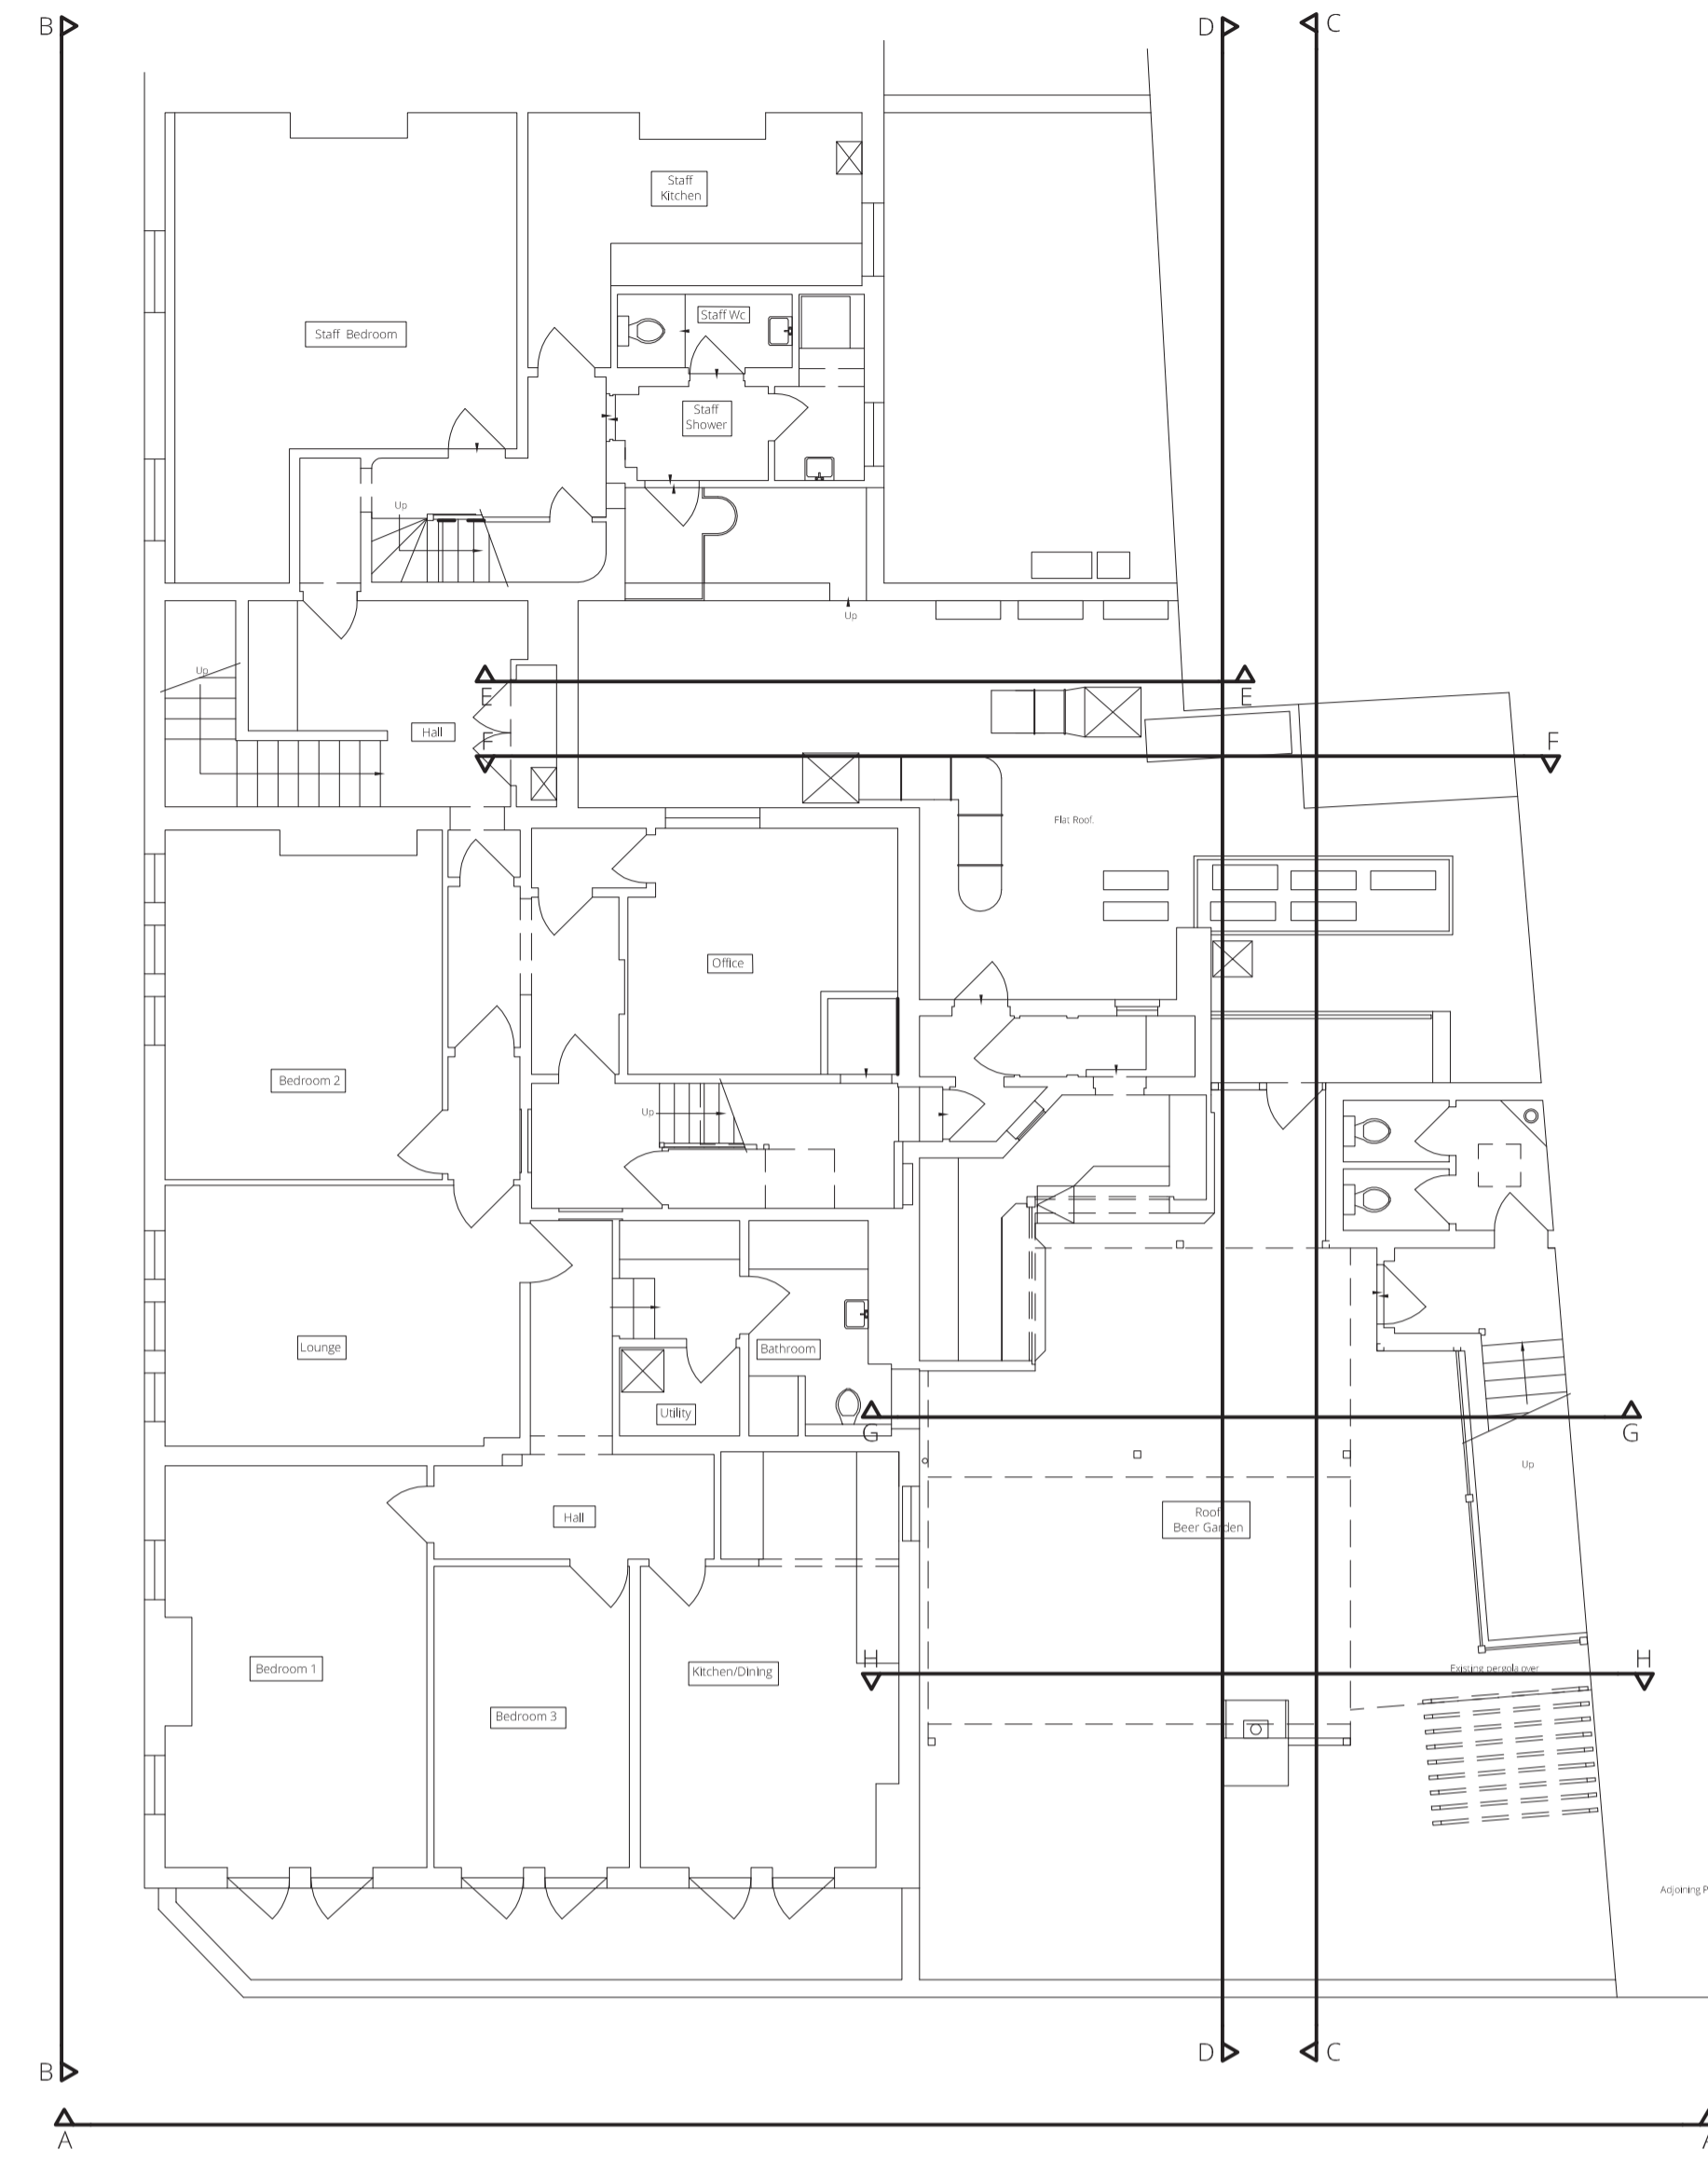 B
D
C
Staff
Kitchen
Staff Wc
Staff Bedroom
Staff
Shower
Up
Up
Up
E
E
Hall
F
F
Flat Roof.
Office
Bedroom 2
Up
Lounge
Bathroom
Utility
G
G
Up
Hall
Roof
Beer Garden
H
H
Existing pergola over
Bedroom 1
Kitchen/Dining
Bedroom 3
Adjoining P
D
C
B
A